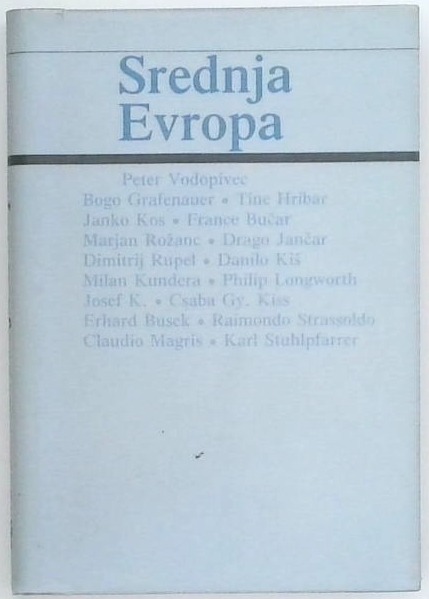 Srednja
Evropa
Peter Vodopivec
Bogo Grafenauer • Tine Hribar
Janko Kos • France Bučar
Marjan Rožanc • Drago Jančar
Dimitrij Rupel • Danilo Kiš
Milan Kundera • Philip Longworth
Josef K. • Csaba Gy. Kiss
Erhard Busek • Raimondo Strassoldo
Claudio Magris • Karl Stuhlpfarrer